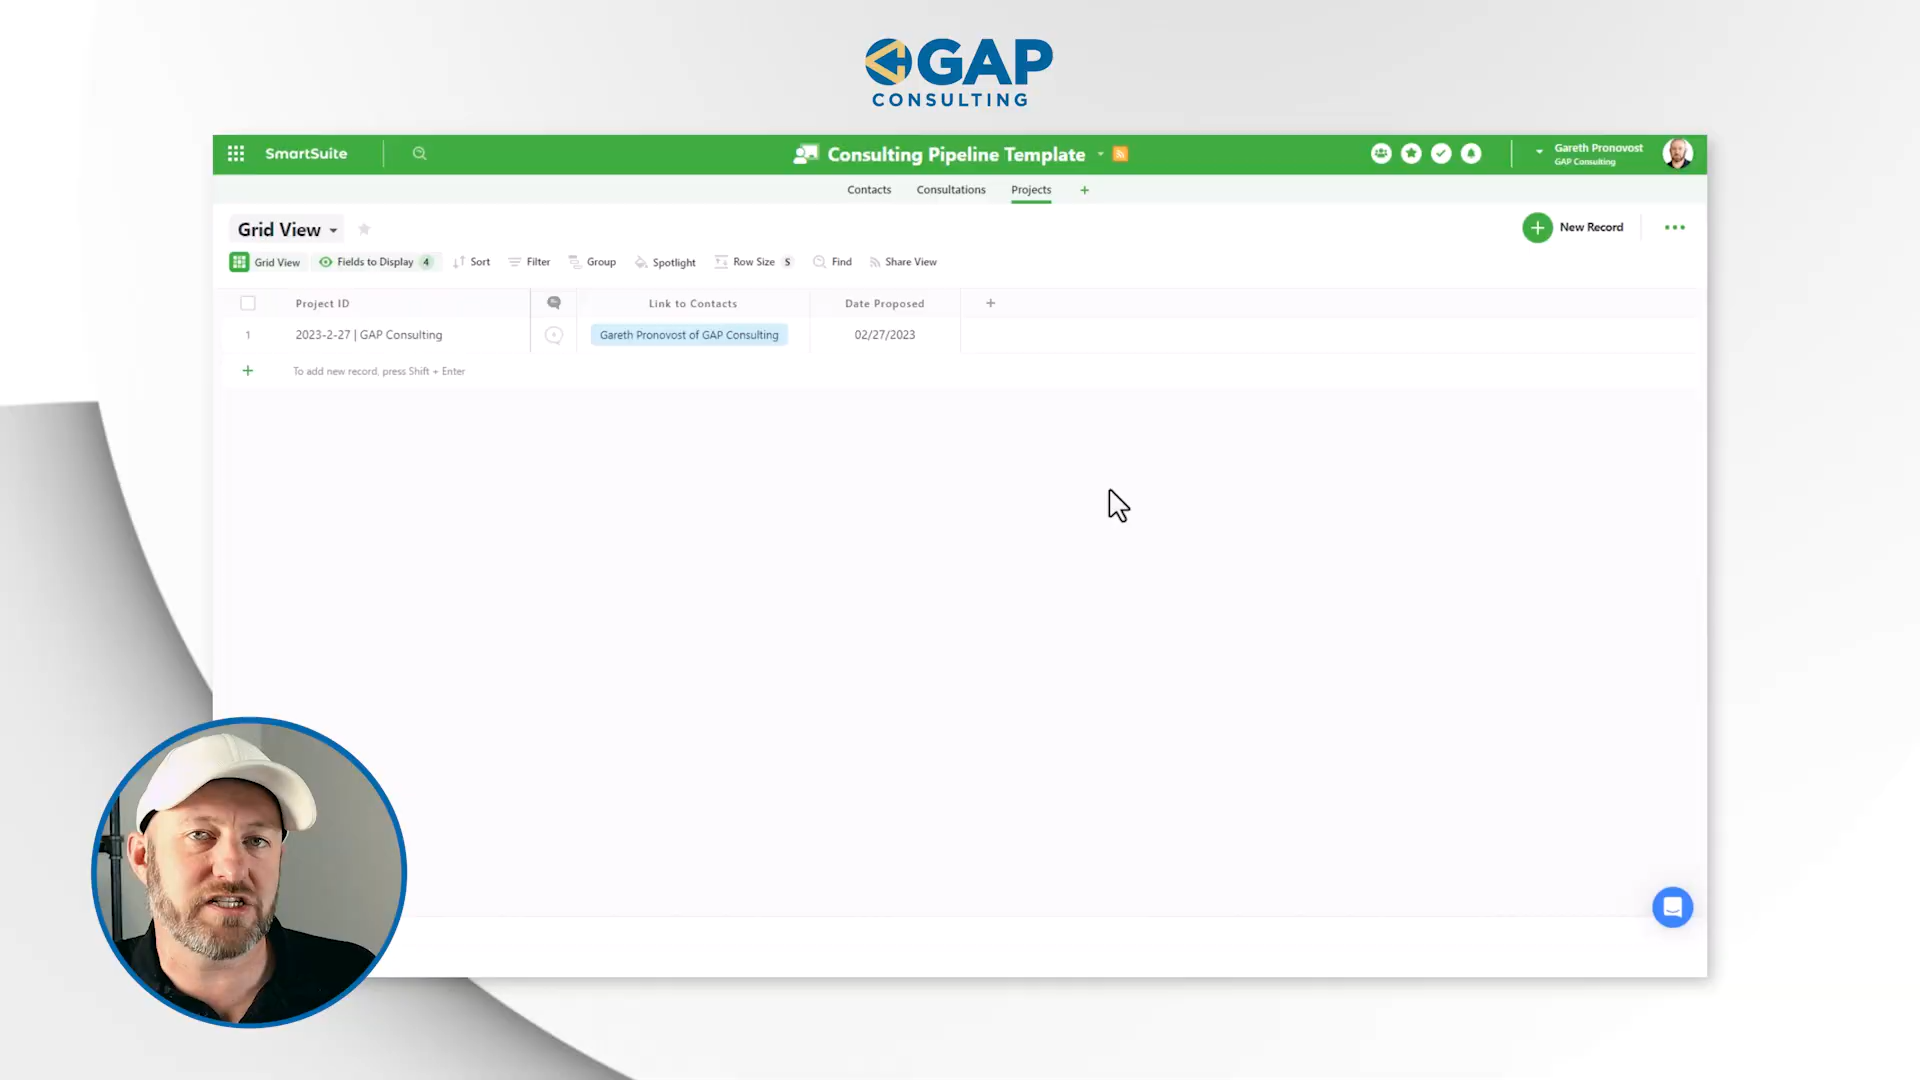 GAP
CONSULTING
SmartSuite
Consulting Pipeline Template
Gareth Pronovost
GAP Consulting
Contacts Consultations Projects +
Grid View
New Record
Grid View Fields to Display 4 Sort Filter Group Spotlight Row Size S Find Share View
Project ID Link to Contacts Date Proposed +
1 2023-2-27 | GAP Consulting Gareth Pronovost of GAP Consulting 02/27/2023
+ To add new record, press Shift + Enter